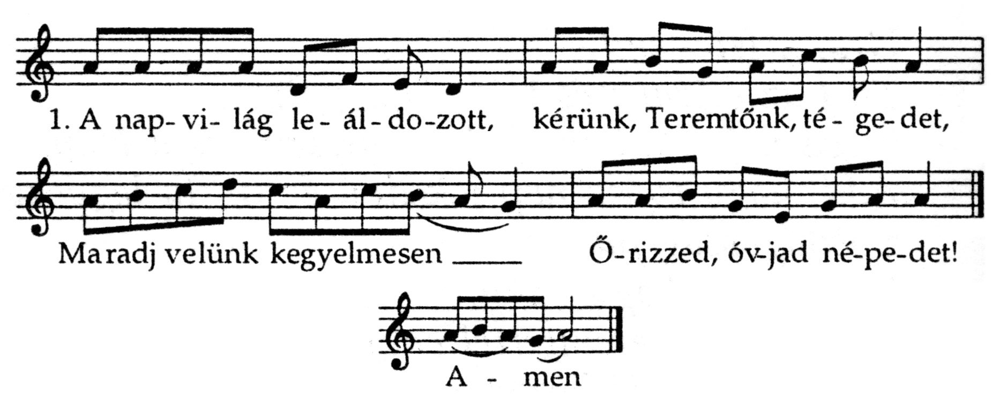 1. A nap-vi-lág le-ál-do-zott, kérünk, Teremtőnk, té-ge-det,
Maradj velünk kegyelmesen ____ Ő-rizzed, óv-jad né-pe-det!
A - men